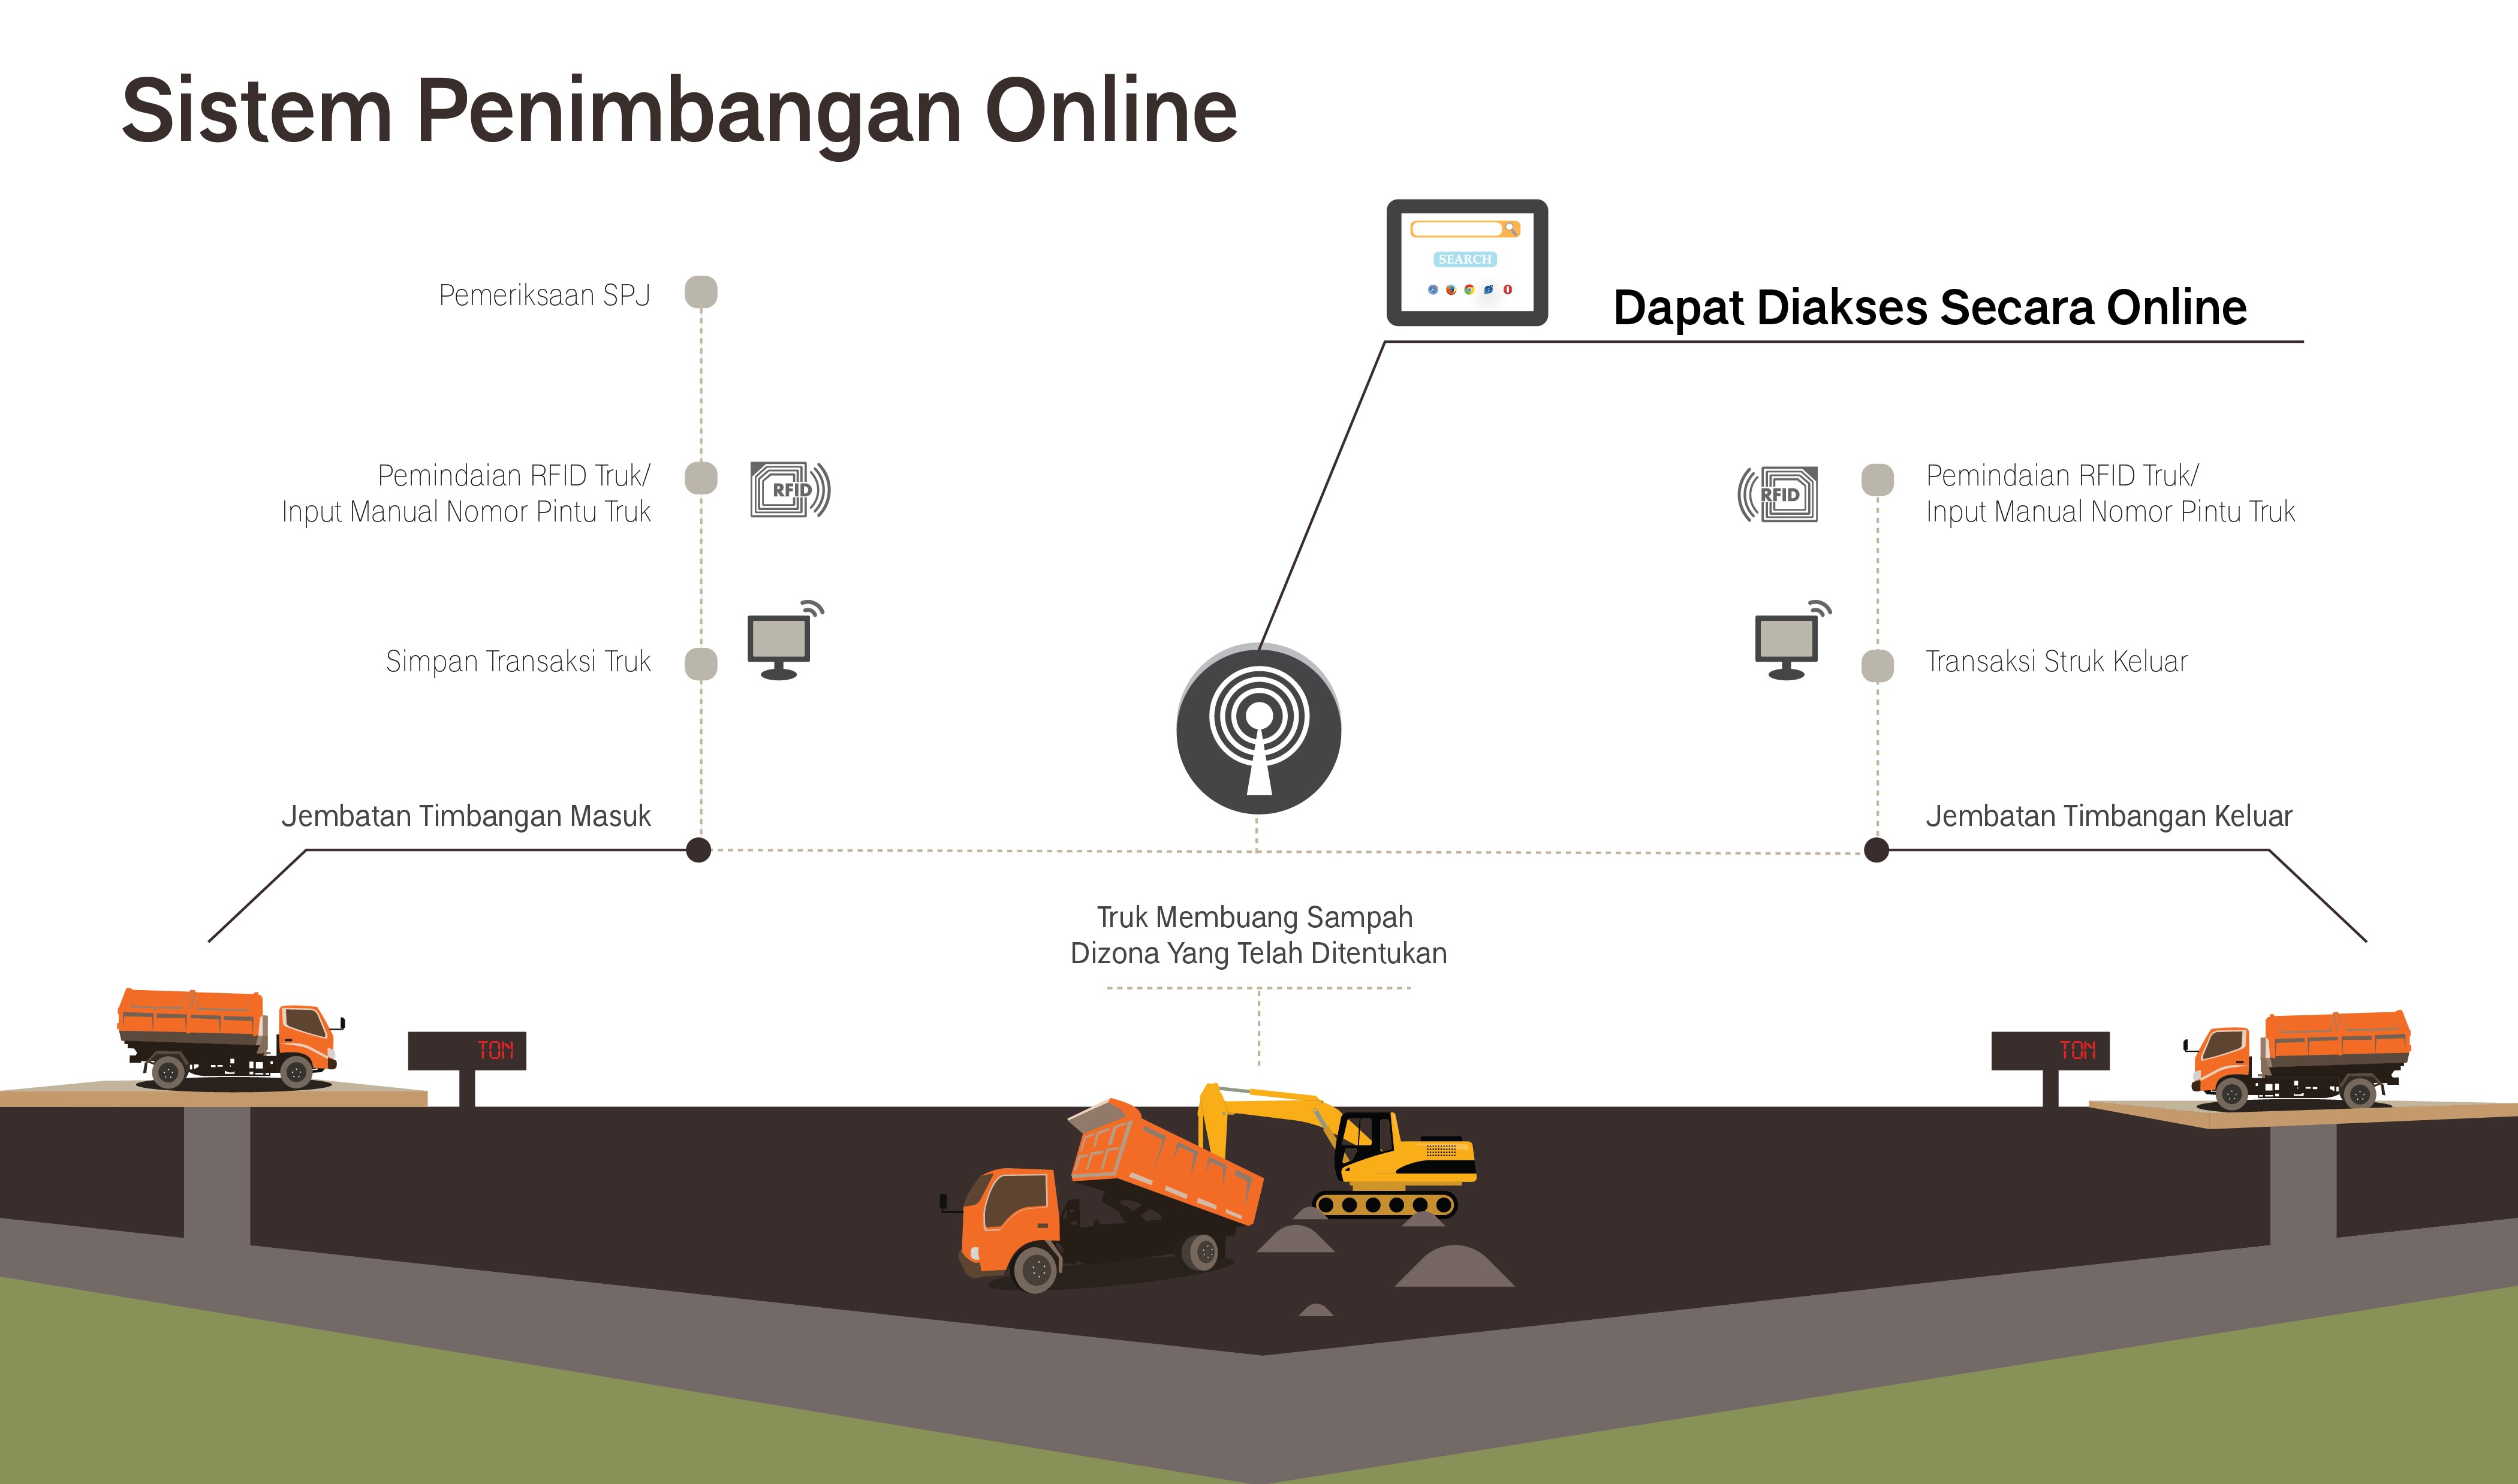 Sistem Penimbangan Online
SEARCH
Dapat Diakses Secara Online
Pemeriksaan SPJ
Pemindaian RFID Truk/
Input Manual Nomor Pintu Truk
RFID
Simpan Transaksi Truk
Jembatan Timbangan Masuk
RFID
Pemindaian RFID Truk/
Input Manual Nomor Pintu Truk
Transaksi Struk Keluar
Jembatan Timbangan Keluar
Truk Membuang Sampah
Dizona Yang Telah Ditentukan
TON
TON